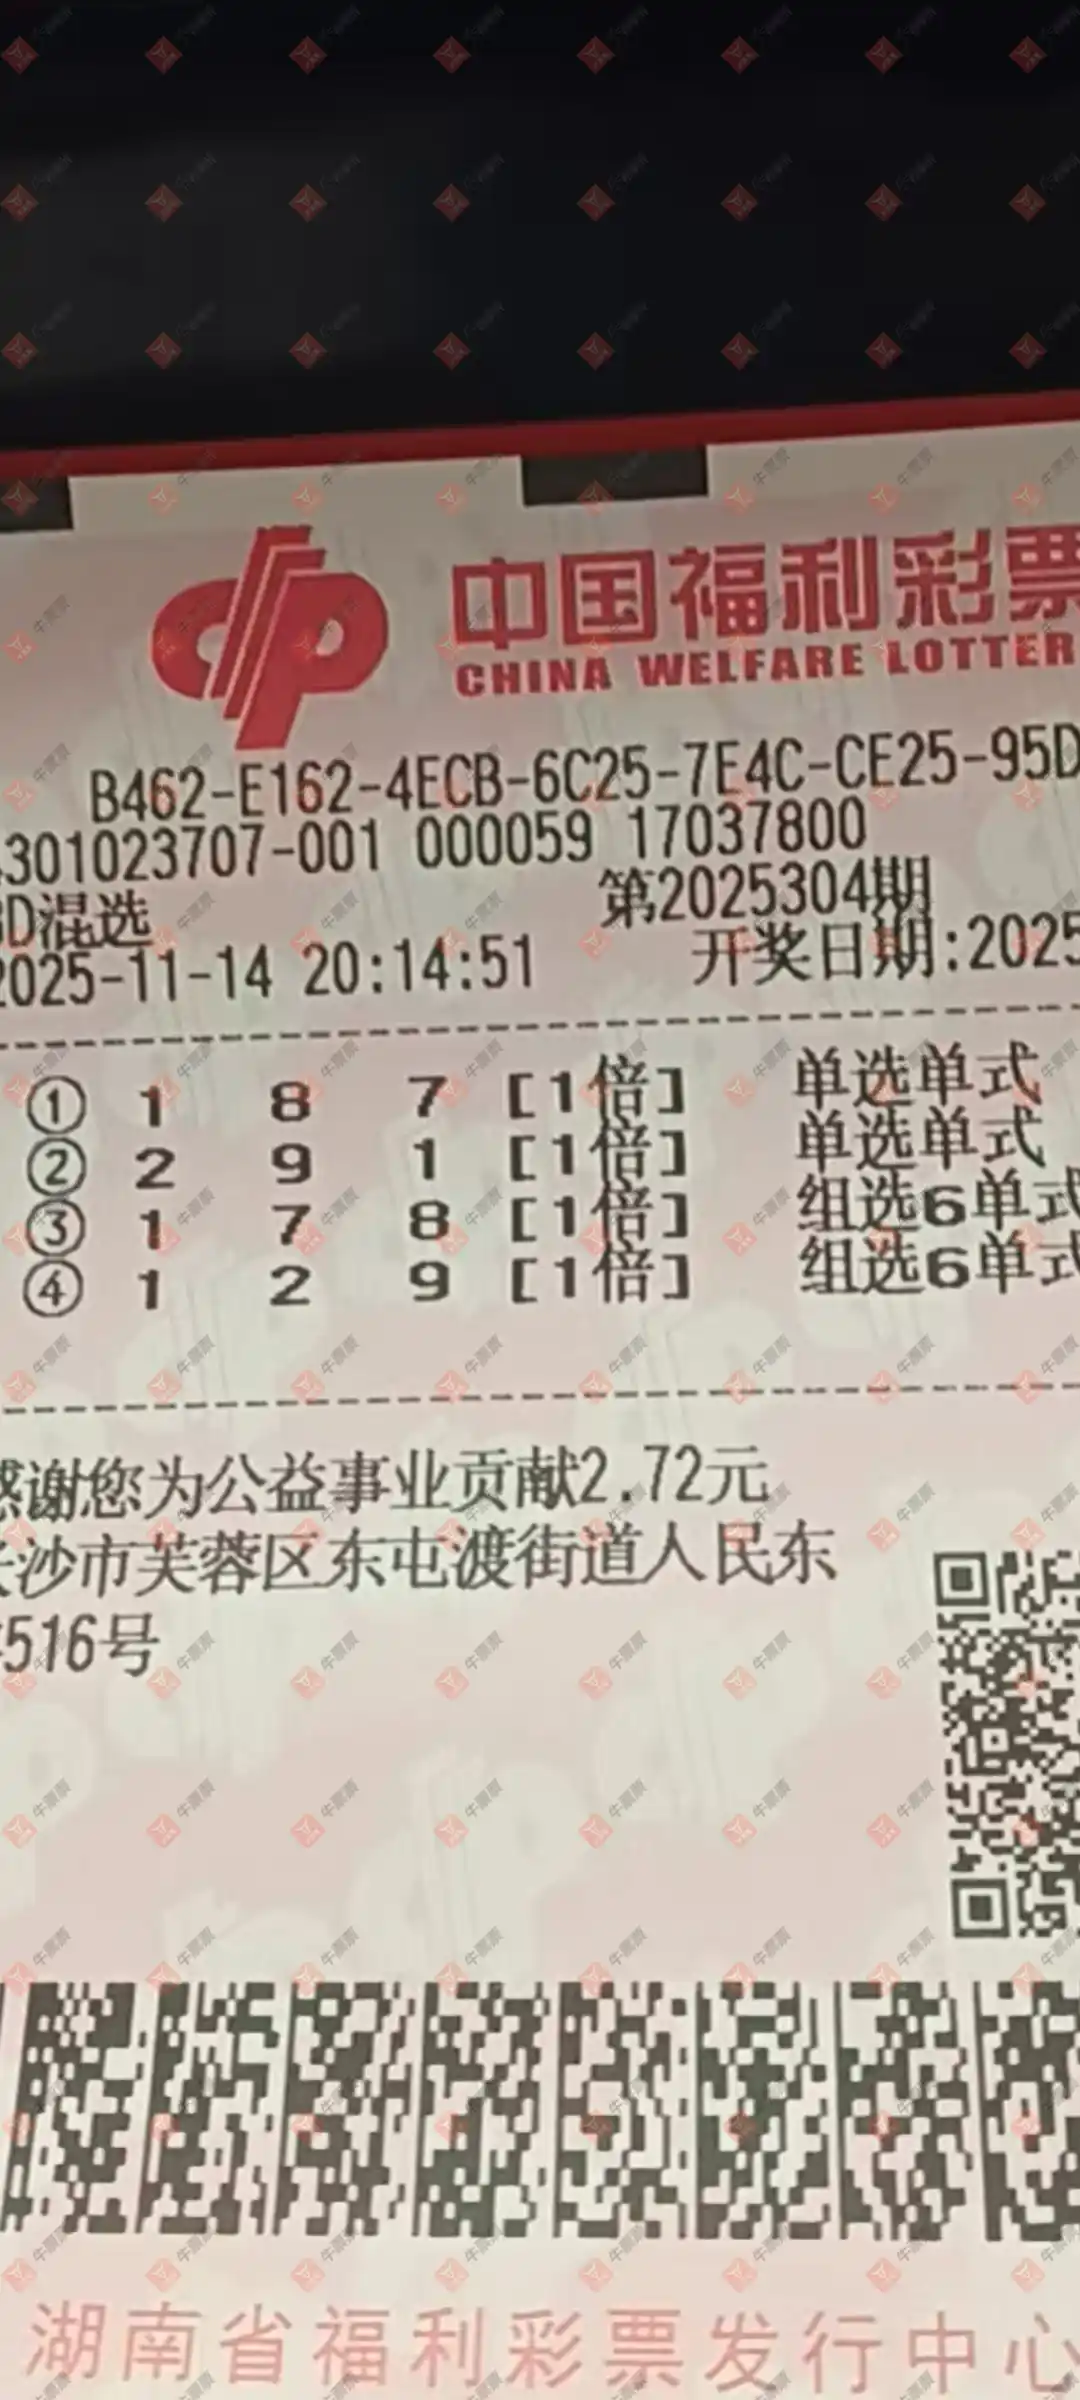 中国福利彩票
CHINA WELFARE LOTTER
B462-E162-4ECB-6C25-7E4C-CE25-95D
301023707-001 000059 17037800
D混选 第2025304期
2025-11-14 20:14:51 开奖日期:2025
① 1 8 7 [1倍] 单选单式
② 2 9 1 [1倍] 单选单式
③ 1 7 8 [1倍] 组选6单式
④ 1 2 9 [1倍] 组选6单式
感谢您为公益事业贡献2.72元
长沙市芙蓉区东屯渡街道人民东
516号
湖南省福利彩票发行中心
牛票票